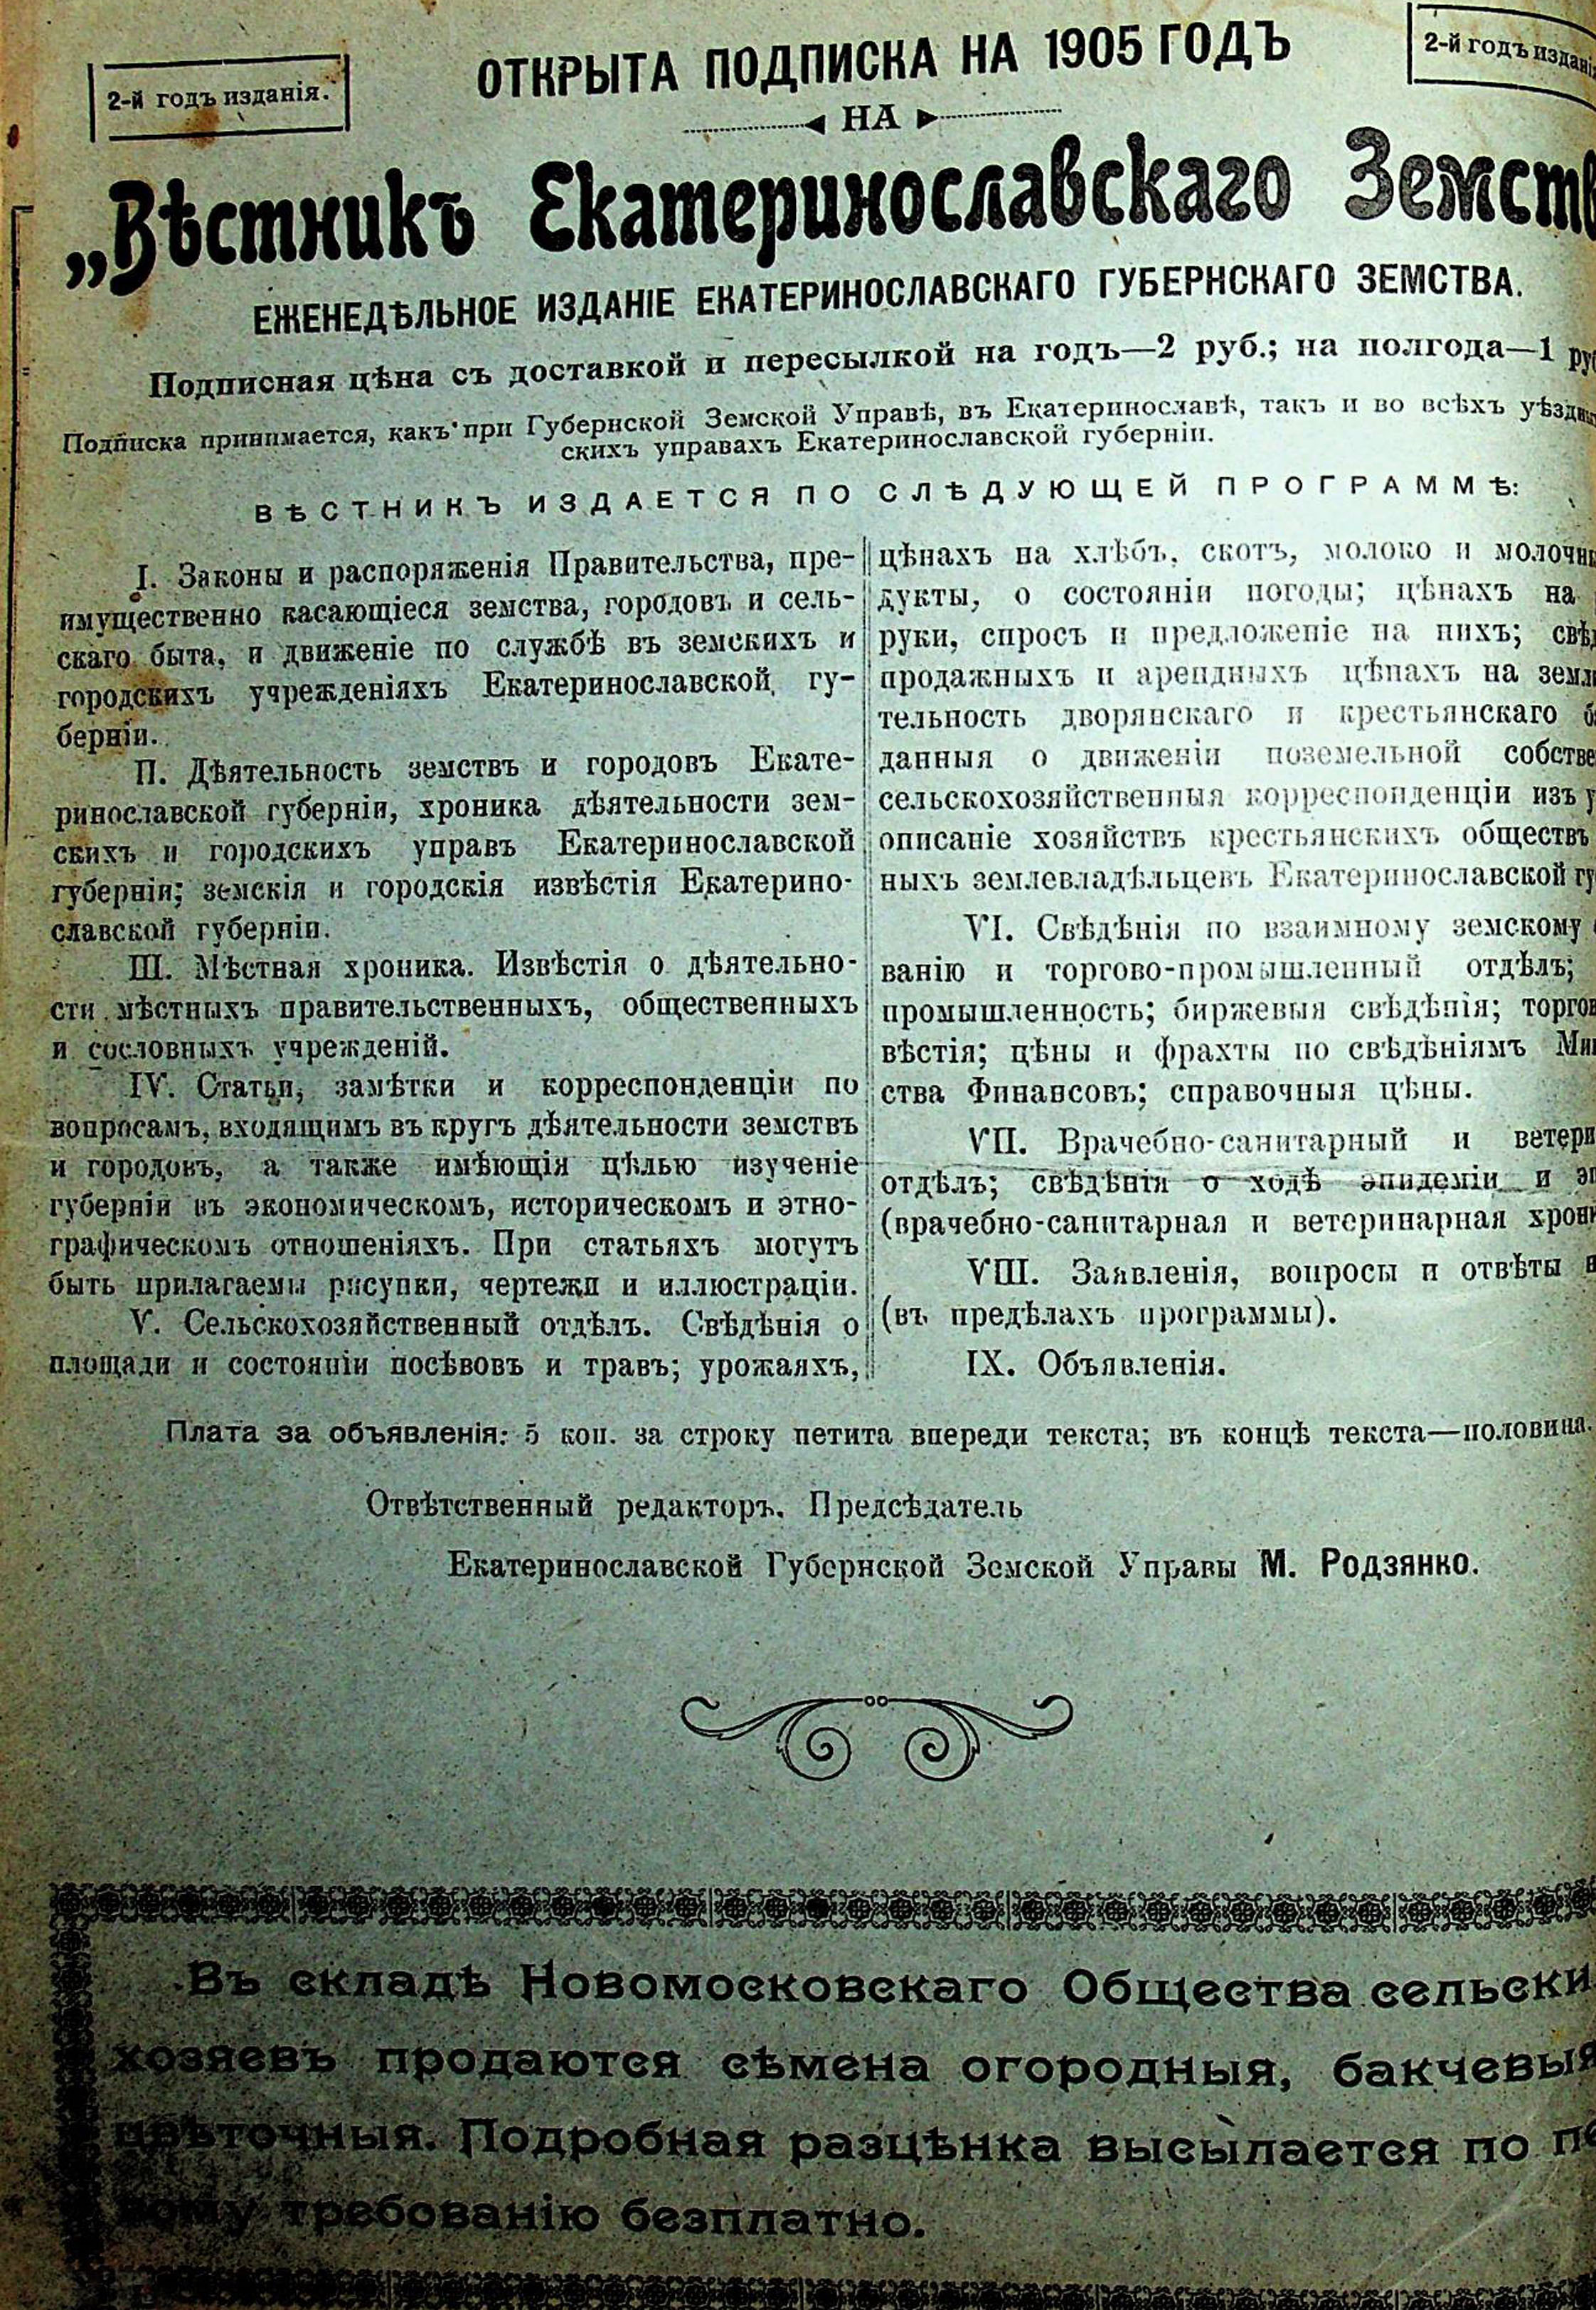 2-й годъ изданія.
ОТКРЫТА ПОДПИСКА НА 1905 ГОДЪ
2-й годъ изданія
НА
„Вѣстникъ Екатеринославскаго Земств
ЕЖЕНЕДѢЛЬНОЕ ИЗДАНІЕ ЕКАТЕРИНОСЛАВСКАГО ГУБЕРНСКАГО ЗЕМСТВА.
Подписная цѣна съ доставкой и пересылкой на годъ—2 руб.; на полгода—1 ру
Подписка принимается, какъ при Губернской Земской Управѣ, въ Екатеринославѣ, такъ и во всѣхъ уѣздн
скихъ управахъ Екатеринославской губерніи.
ВѢСТНИКЪ ИЗДАЕТСЯ ПО СЛѢДУЮЩЕЙ ПРОГРАММѢ:
I. Законы и распоряженія Правительства, пре-
имущественно касающіеся земства, городовъ и сель-
скаго быта, и движеніе по службѣ въ земскихъ и
городскихъ учрежденіяхъ Екатеринославской гу-
берніи.
II. Дѣятельность земствъ и городовъ Екате-
ринославской губерніи, хроника дѣятельности зем-
скихъ и городскихъ управъ Екатеринославской
губерніи; земскія и городскія извѣстія Екатерино-
славской губерніи.
III. Мѣстная хроника. Извѣстія о дѣятельно-
сти мѣстныхъ правительственныхъ, общественныхъ
и сословныхъ учрежденій.
IV. Статьи, замѣтки и корреспонденціи по
вопросамъ, входящимъ въ кругъ дѣятельности земствъ
и городовъ, а также имѣющія цѣлью изученіе
губерніи въ экономическомъ, историческомъ и этно-
графическомъ отношеніяхъ. При статьяхъ могутъ
быть прилагаемы рисунки, чертежи и иллюстраціи.
V. Сельскохозяйственный отдѣлъ. Свѣдѣнія о
площади и состояніи посѣвовъ и травъ; урожаяхъ,
цѣнахъ на хлѣбъ, скотъ, молоко и молочн
дукты, о состояніи погоды; цѣнахъ на
руки, спросъ и предложеніе на нихъ; свѣ
продажныхъ и арендныхъ цѣнахъ на земл
тельность дворянскаго и крестьянскаго б
данныя о движеніи поземельной собстве
сельскохозяйственныя корреспонденціи изъ у
описаніе хозяйствъ крестьянскихъ обществъ
ныхъ землевладѣльцевъ Екатеринославской гу
VI. Свѣдѣнія по взаимному земскому
ванію и торгово-промышленный отдѣлъ;
промышленность; биржевыя свѣдѣнія; торгов
вѣстія; цѣны и фрахты по свѣдѣніямъ Мин
ства Финансовъ; справочныя цѣны.
VII. Врачебно-санитарный и ветери
отдѣлъ; свѣдѣнія о ходѣ эпидеміи и эп
(врачебно-санитарная и ветеринарная хрон
VIII. Заявленія, вопросы и отвѣты
(въ предѣлахъ программы).
IX. Объявленія.
Плата за объявленія: 5 коп. за строку петита впереди текста; въ концѣ текста—половина.
Отвѣтственный редакторъ. Предсѣдатель
Екатеринославской Губернской Земской Управы М. Родзянко.
Въ складѣ Новомосковскаго Общества сельски
хозяевъ продаются сѣмена огородныя, бакчевыя
цвѣточныя. Подробная разцѣнка высылается по пе
вому требованію безплатно.